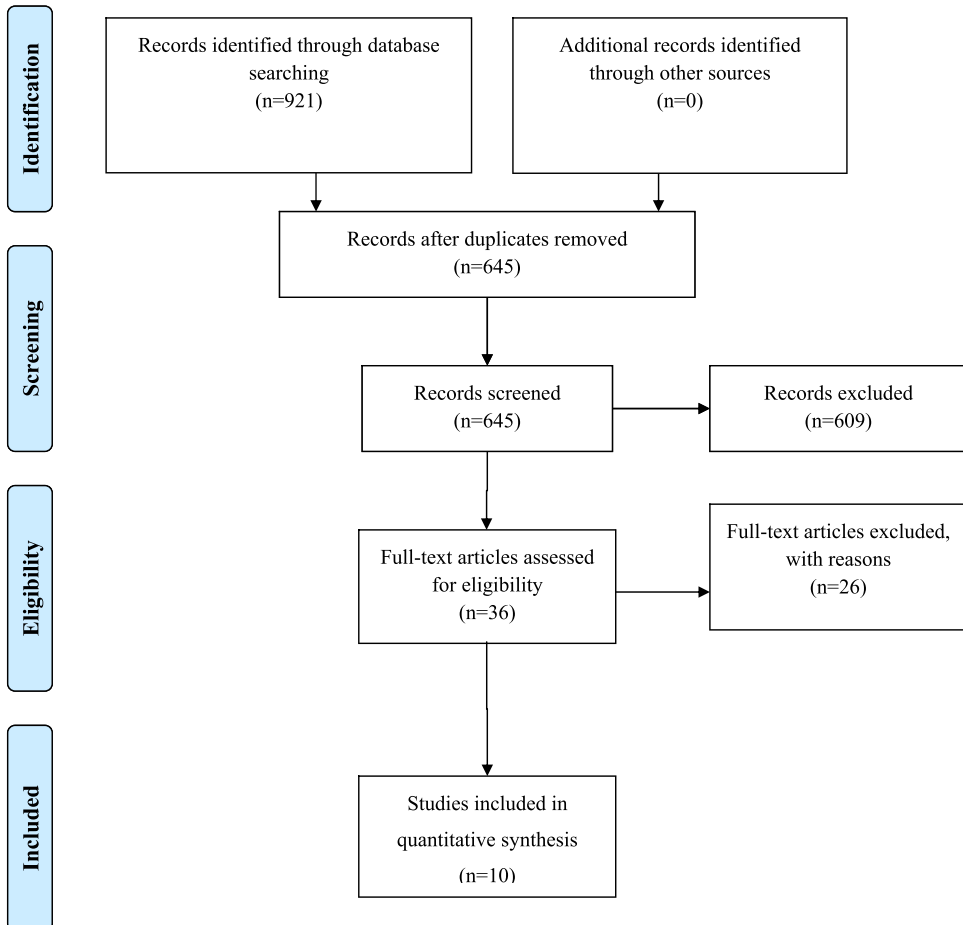 Identification
Records identified through database
searching
(n=921)
Additional records identified
through other sources
(n=0)
Records after duplicates removed
(n=645)
Screening
Records screened
(n=645)
Records excluded
(n=609)
Eligibility
Full-text articles assessed
for eligibility
(n=36)
Full-text articles excluded,
with reasons
(n=26)
Included
Studies included in
quantitative synthesis
(n=10)